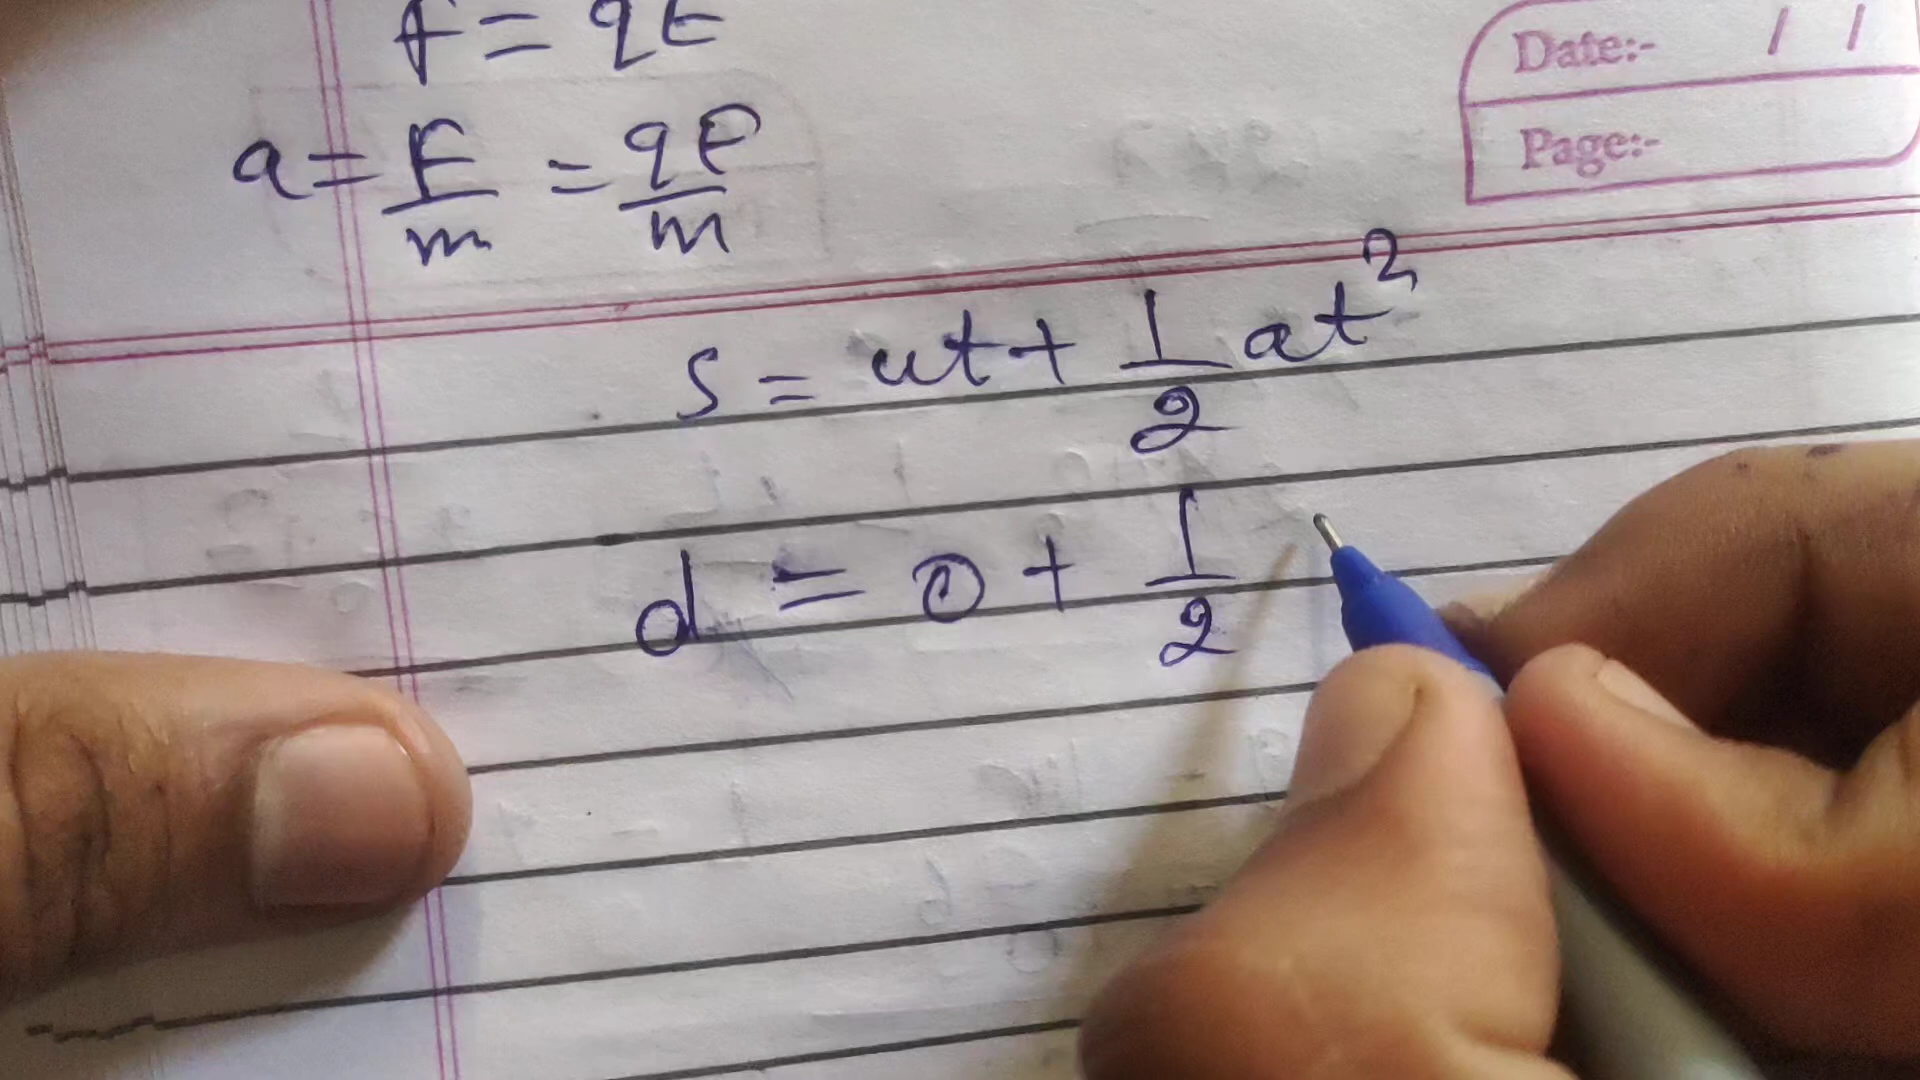 F = qE
Date:- / /
a = F/m = qE/m
Page:-
s = ut + 1/2 at²
d = 0 + 1/2